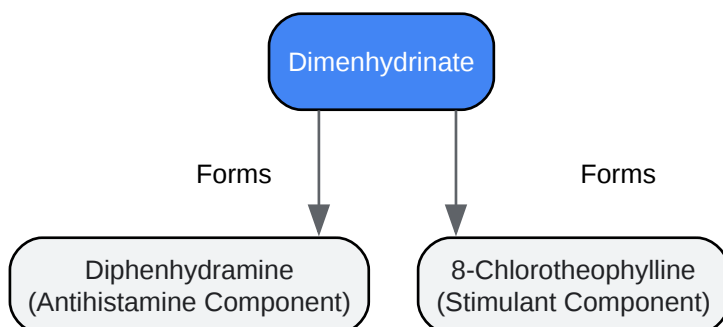 Dimenhydrinate
Forms
Forms
Diphenhydramine
(Antihistamine Component)
8-Chlorotheophylline
(Stimulant Component)